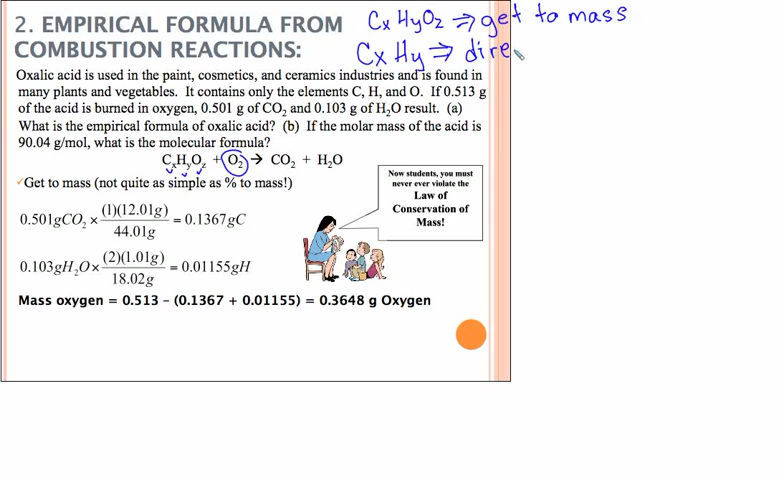 2. EMPIRICAL FORMULA FROM
COMBUSTION REACTIONS:
CxHyOz ⇒ get to mass
CxHy ⇒ dire
Oxalic acid is used in the paint, cosmetics, and ceramics industries and is found in
many plants and vegetables. It contains only the elements C, H, and O. If 0.513 g
of the acid is burned in oxygen, 0.501 g of CO₂ and 0.103 g of H₂O result. (a)
What is the empirical formula of oxalic acid? (b) If the molar mass of the acid is
90.04 g/mol, what is the molecular formula?
CₓHᵧO_z + O₂ → CO₂ + H₂O
✓Get to mass (not quite as simple as % to mass!)
Now students, you must
never ever violate the
Law of
Conservation of
Mass!
0.501gCO₂ × (1)(12.01g)/44.01g = 0.1367gC
0.103gH₂O × (2)(1.01g)/18.02g = 0.01155gH
Mass oxygen = 0.513 – (0.1367 + 0.01155) = 0.3648 g Oxygen